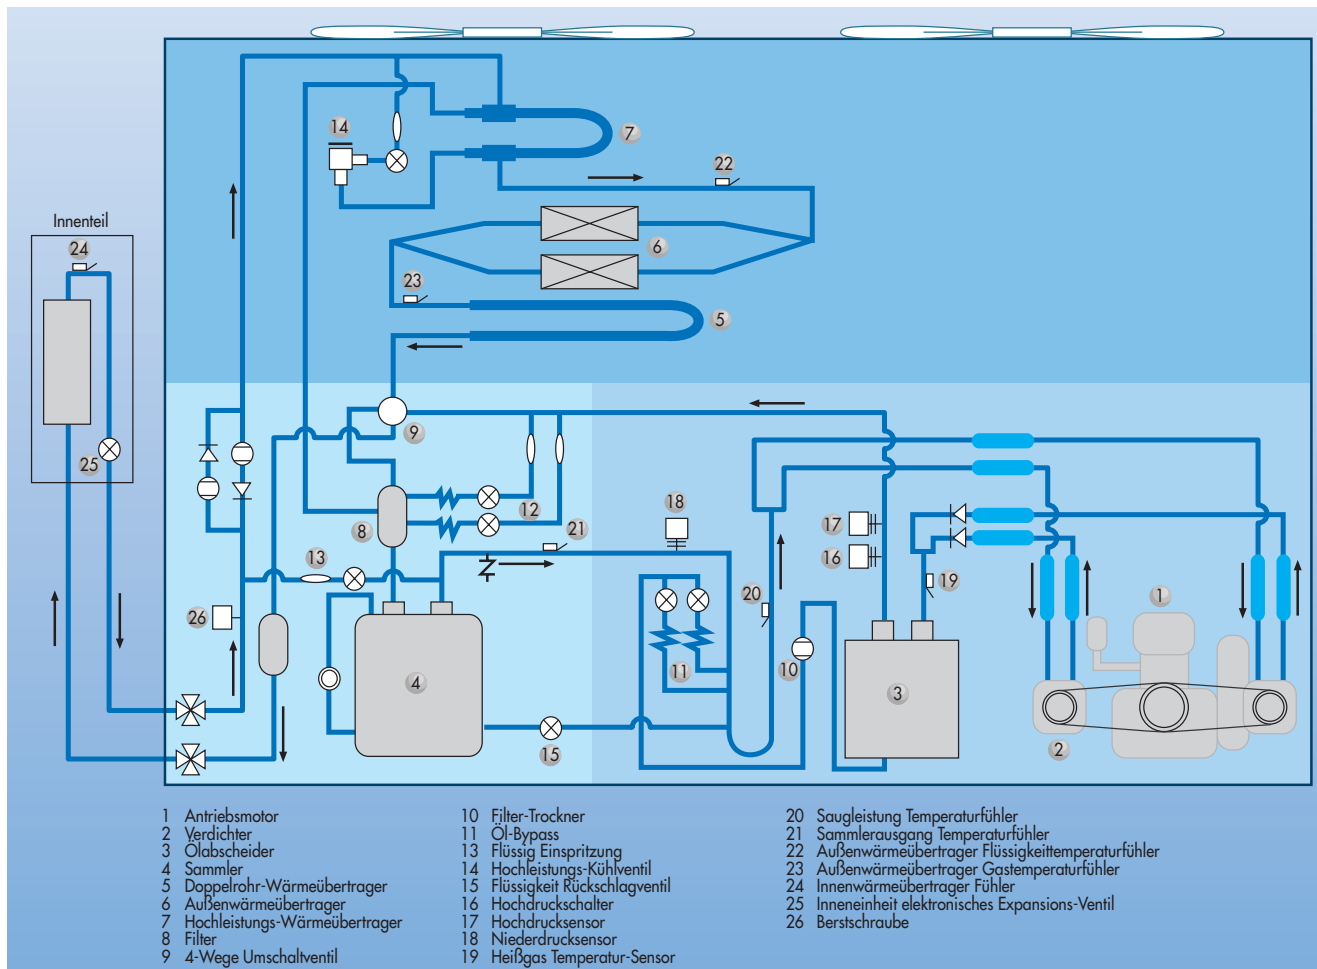 14
7
22
Innenteil
24
6
23
5
9
25
12
18
8
21
17
13
16
20
19
1
26
11
10
4
3
15
2
1 Antriebsmotor
2 Verdichter
3 Ölabscheider
4 Sammler
5 Doppelrohr-Wärmeübertrager
6 Außenwärmeübertrager
7 Hochleistungs-Wärmeübertrager
8 Filter
9 4-Wege Umschaltventil
10 Filter-Trockner
11 Öl-Bypass
13 Flüssig Einspritzung
14 Hochleistungs-Kühlventil
15 Flüssigkeit Rückschlagventil
16 Hochdruckschalter
17 Hochdrucksensor
18 Niederdrucksensor
19 Heißgas Temperatur-Sensor
20 Saugleistung Temperaturfühler
21 Sammlerausgang Temperaturfühler
22 Außenwärmeübertrager Flüssigkeittemperaturfühler
23 Außenwärmeübertrager Gastemperaturfühler
24 Innenwärmeübertrager Fühler
25 Inneneinheit elektronisches Expansions-Ventil
26 Berstschraube